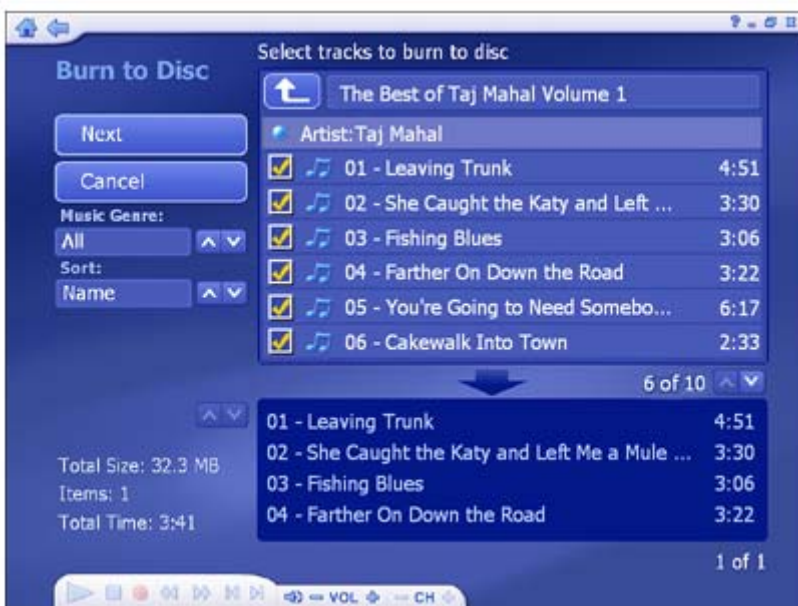 Burn to Disc
Next
Cancel
Music Genre:
All
Sort:
Name
Total Size: 32.3 MB
Items: 1
Total Time: 3:41
Select tracks to burn to disc
The Best of Taj Mahal Volume 1
Artist:Taj Mahal
01 - Leaving Trunk 4:51
02 - She Caught the Katy and Left ... 3:30
03 - Fishing Blues 3:06
04 - Farther On Down the Road 3:22
05 - You're Going to Need Somebo... 6:17
06 - Cakewalk Into Town 2:33
6 of 10
01 - Leaving Trunk 4:51
02 - She Caught the Katy and Left Me a Mule ... 3:30
03 - Fishing Blues 3:06
04 - Farther On Down the Road 3:22
1 of 1
VOL CH